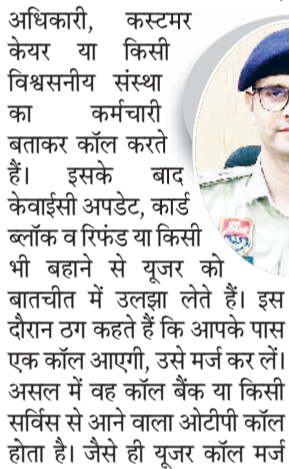 अधिकारी, कस्टमर
केयर या किसी
विश्वसनीय संस्था
का कर्मचारी
बताकर कॉल करते
हैं। इसके बाद
केवाईसी अपडेट, कार्ड
ब्लॉक व रिफंड या किसी
भी बहाने से यूजर को
बातचीत में उलझा लेते हैं। इस
दौरान ठग कहते हैं कि आपके पास
एक कॉल आएगी, उसे मर्ज कर लें।
असल में वह कॉल बैंक या किसी
सर्विस से आने वाला ओटीपी कॉल
होता है। जैसे ही यूजर कॉल मर्ज